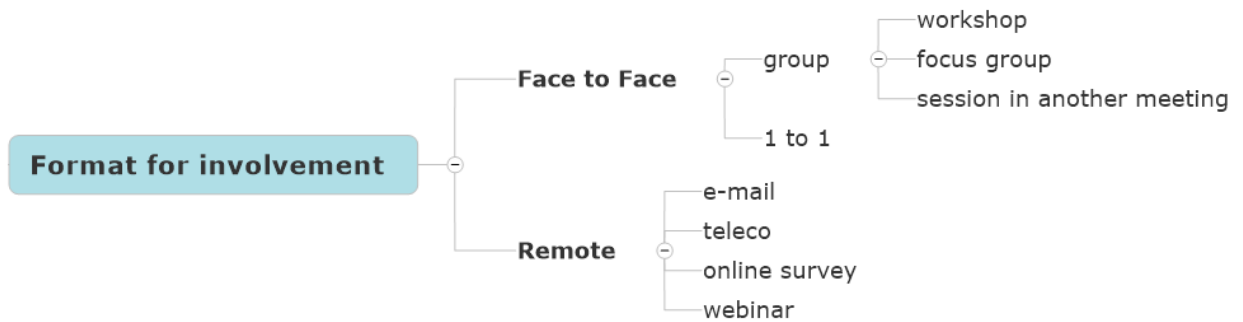 Format for involvement
Face to Face
group
workshop
focus group
session in another meeting
1 to 1
Remote
e-mail
teleco
online survey
webinar